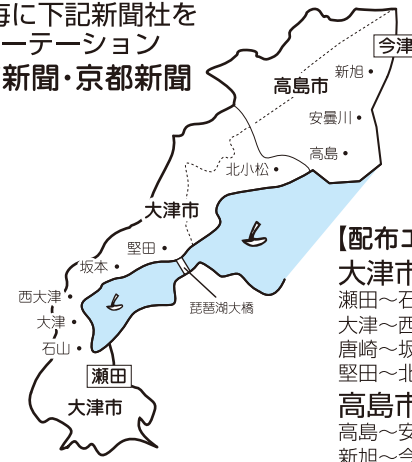 海に下記新聞社を
ーテーション
新聞・京都新聞
今津
新旭
高島市
安曇川
高島
北小松
大津市
堅田
坂本
西大津
大津
石山
琵琶湖大橋
瀬田
大津市
【配布エ
大津市
瀬田〜石
大津〜西
唐崎〜坂
堅田〜北
高島市
高島〜安
新旭〜今